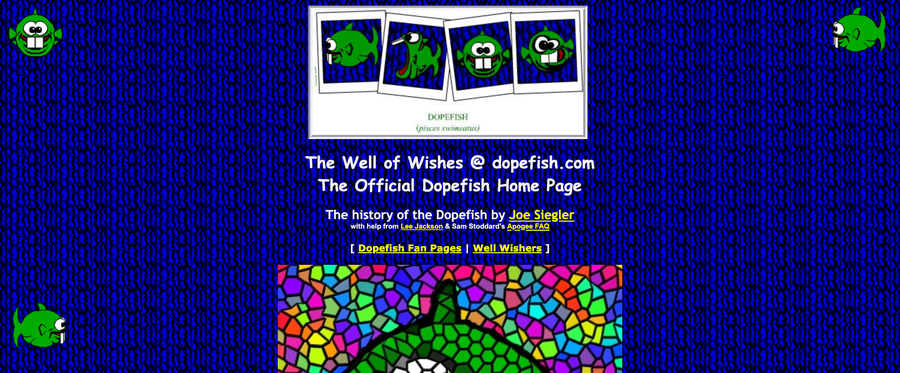 DOPEFISH
(pisces swimeatus)
The Well of Wishes @ dopefish.com
The Official Dopefish Home Page
The history of the Dopefish by Joe Siegler
with help from Lee Jackson & Sam Stoddard's Apogee FAQ
[ Dopefish Fan Pages | Well Wishers ]